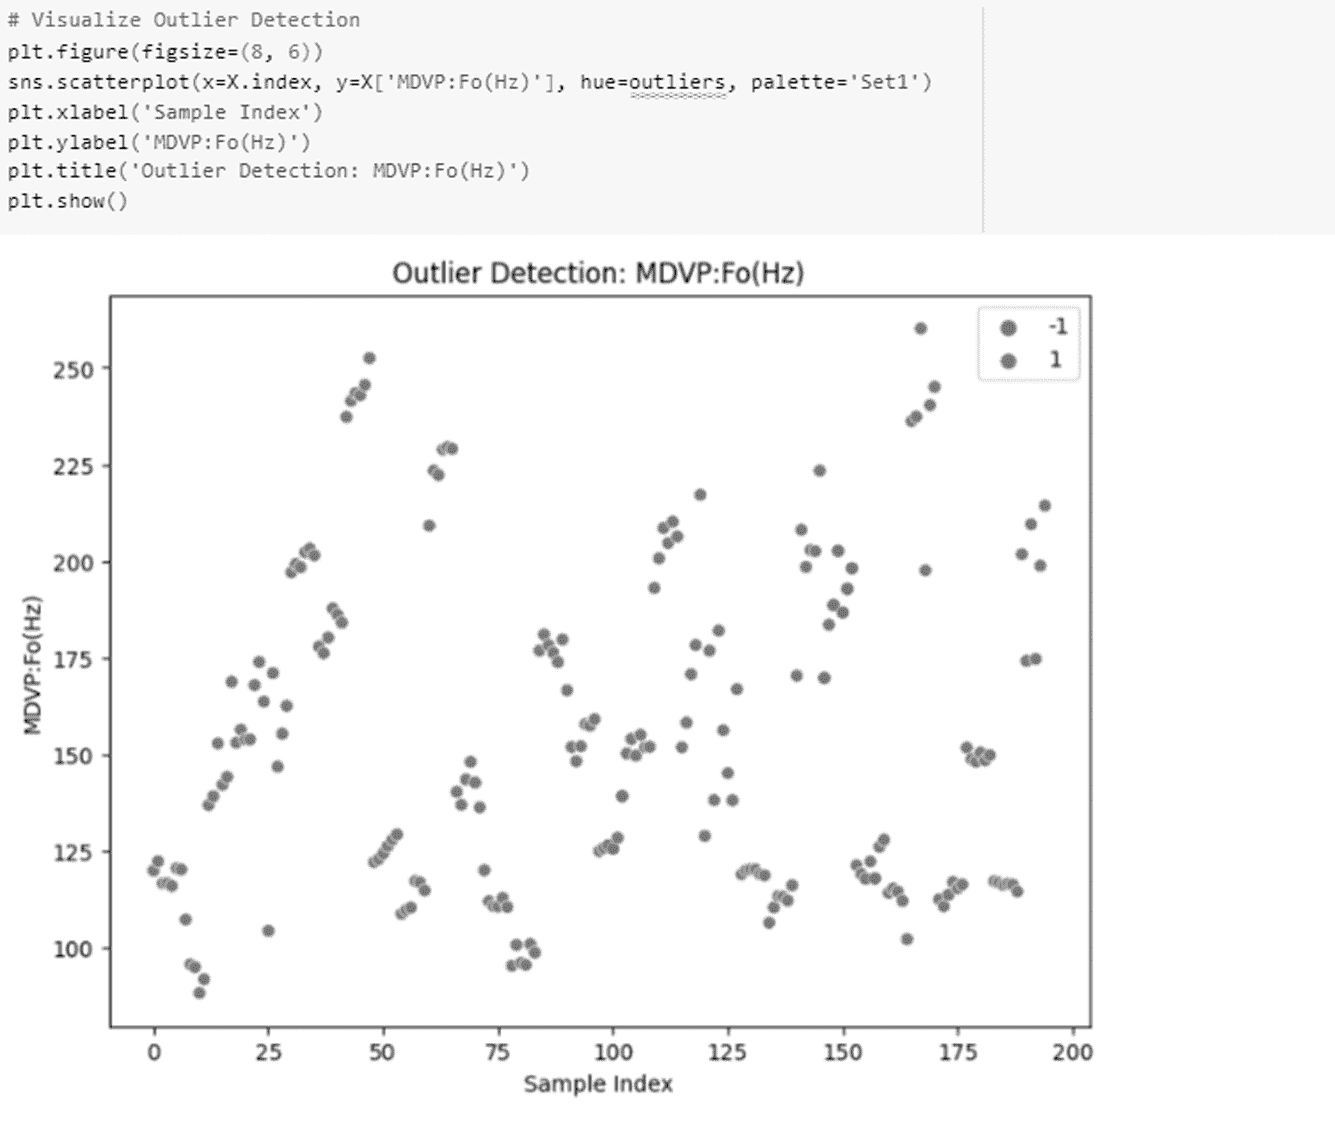 # Visualize Outlier Detection
plt.figure(figsize=(8, 6))
sns.scatterplot(x=X.index, y=X['MDVP:Fo(Hz)'], hue=outliers, palette='Set1')
plt.xlabel('Sample Index')
plt.ylabel('MDVP:Fo(Hz)')
plt.title('Outlier Detection: MDVP:Fo(Hz)')
plt.show()
Outlier Detection: MDVP:Fo(Hz)
-1
1
250
225
200
175
150
125
100
MDVP:Fo(Hz)
0 25 50 75 100 125 150 175 200
Sample Index